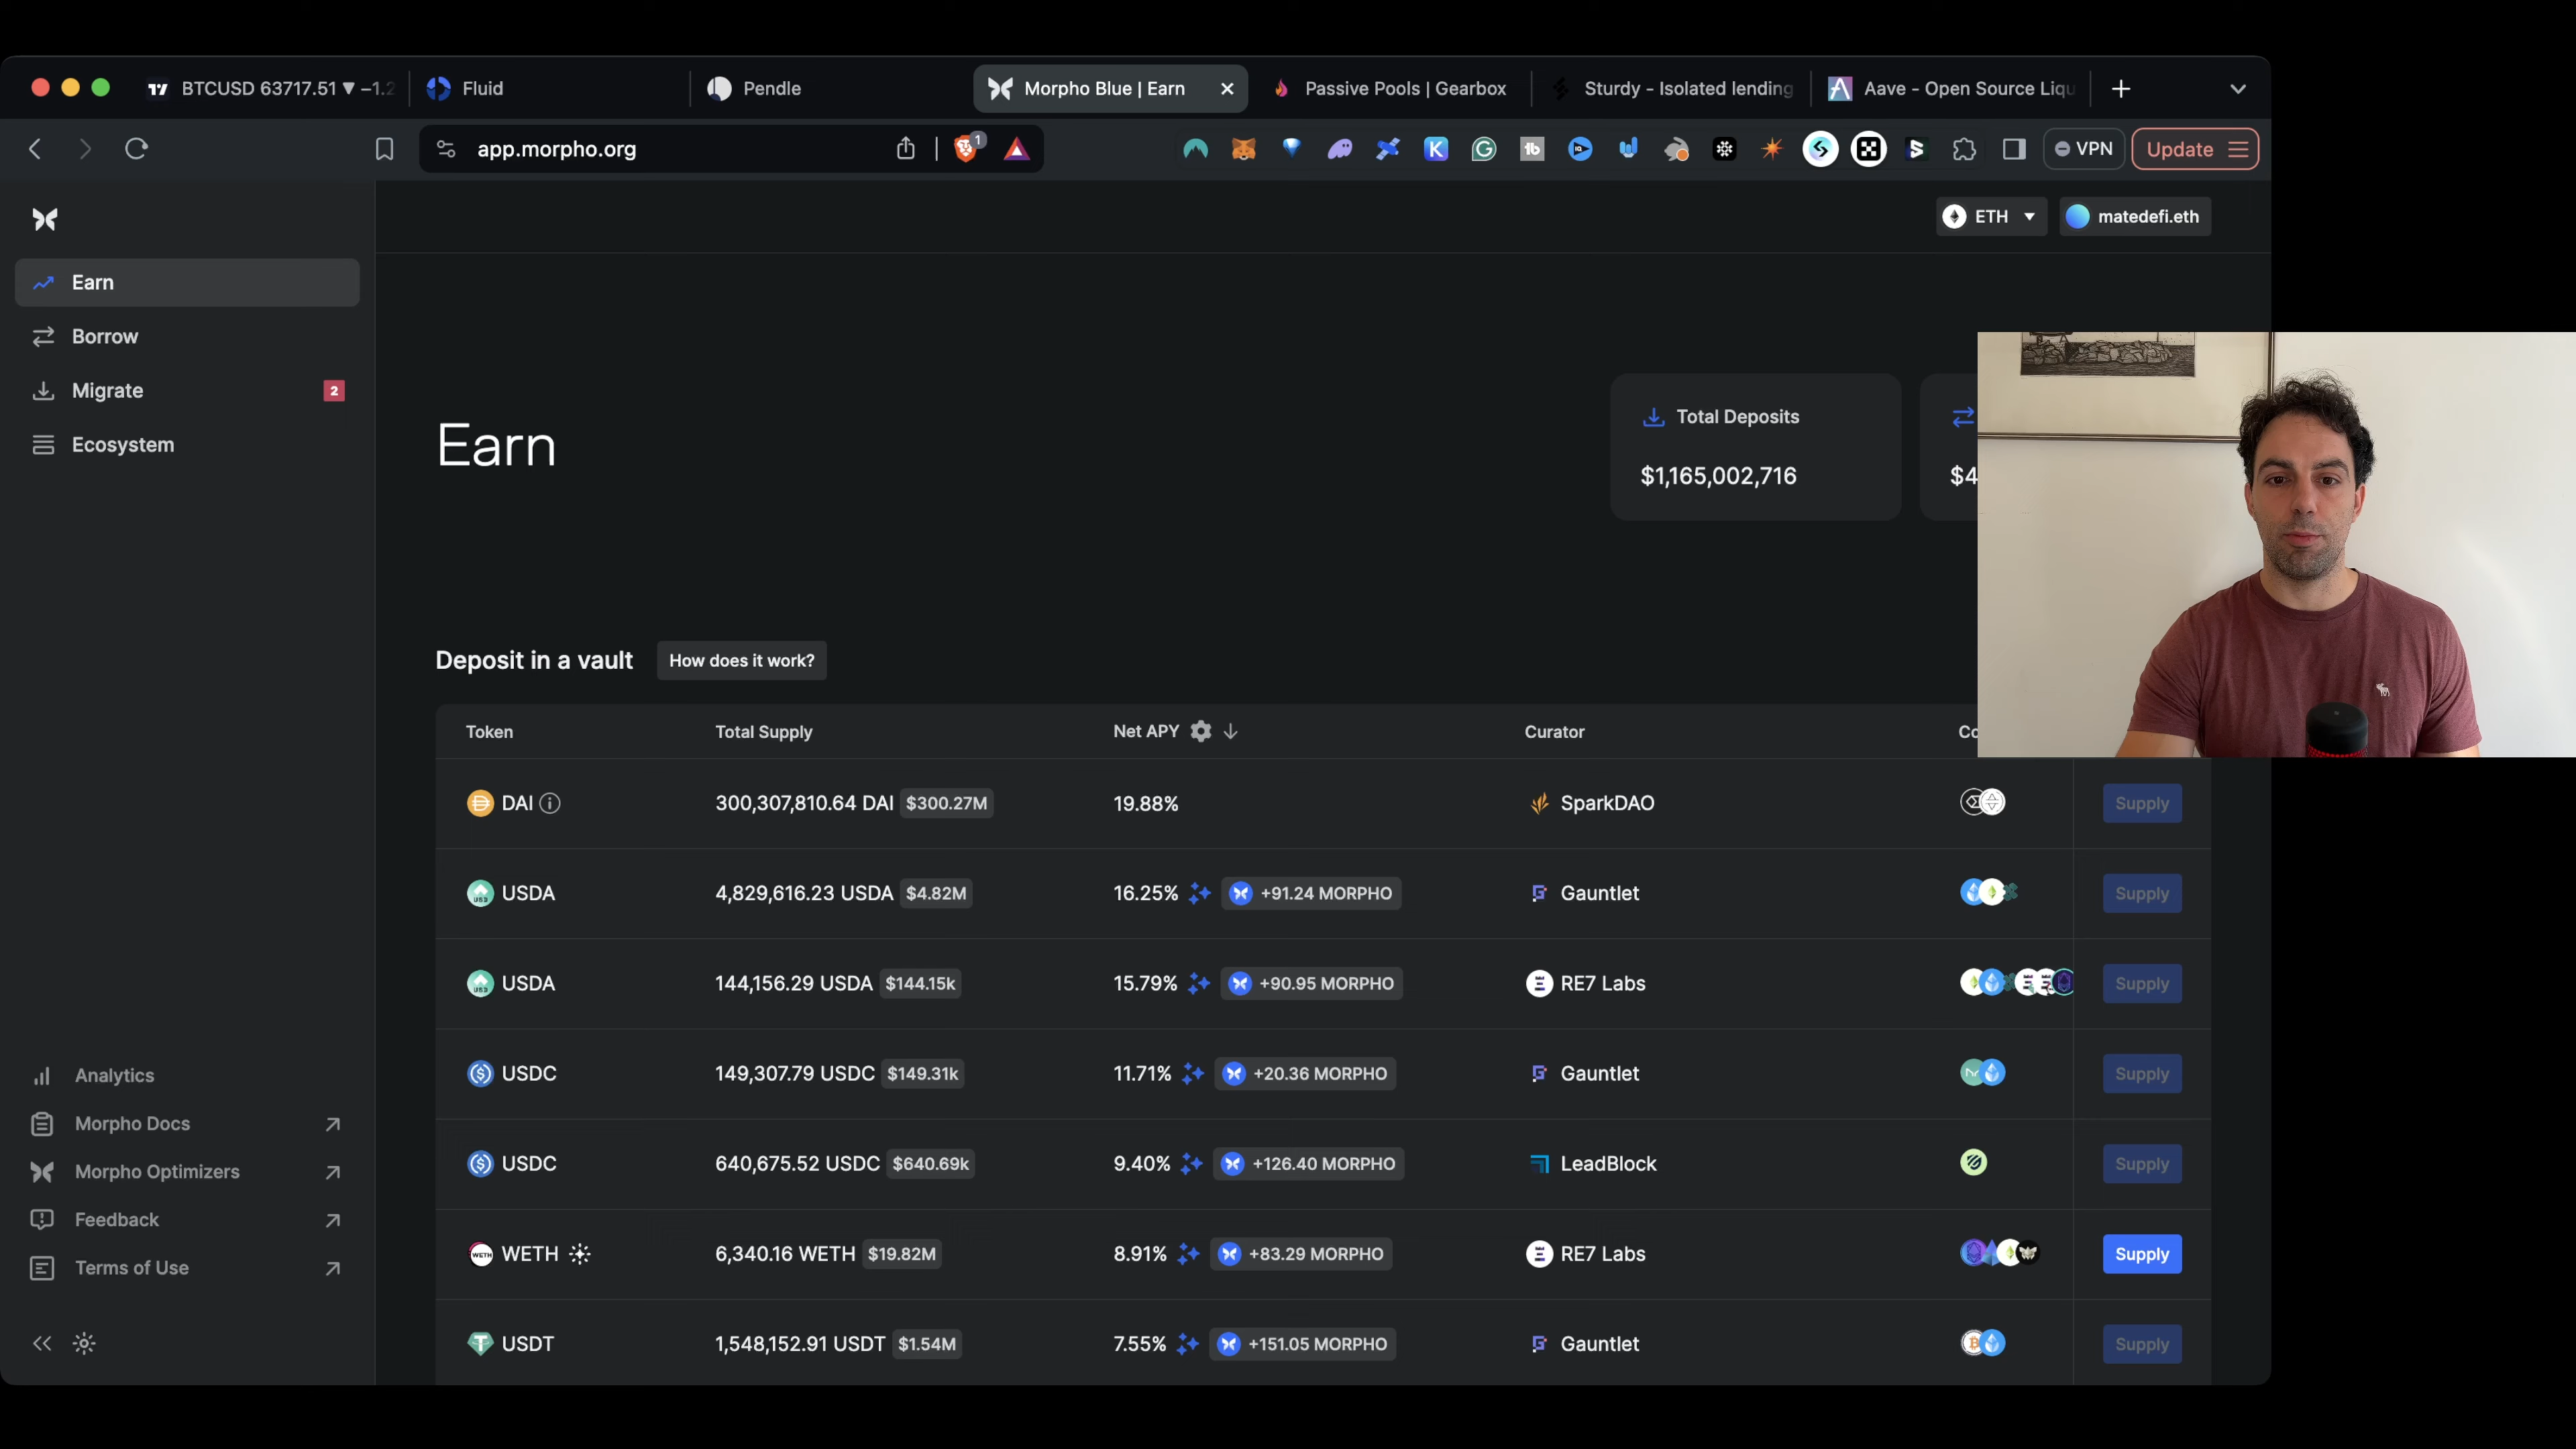 BTCUSD 63717.51 ▼ −1.2
Fluid
Pendle
Morpho Blue | Earn
Passive Pools | Gearbox
Sturdy - Isolated lending
Aave - Open Source Liqu
app.morpho.org
1
VPN
Update
ETH
matedefi.eth
Earn
Borrow
Migrate
2
Ecosystem
Analytics
Morpho Docs
Morpho Optimizers
Feedback
Terms of Use
Earn
Total Deposits
$1,165,002,716
$4
Deposit in a vault
How does it work?
Token Total Supply Net APY Curator Co
DAI 300,307,810.64 DAI $300.27M 19.88% SparkDAO Supply
USDA 4,829,616.23 USDA $4.82M 16.25% +91.24 MORPHO Gauntlet Supply
USDA 144,156.29 USDA $144.15k 15.79% +90.95 MORPHO RE7 Labs Supply
USDC 149,307.79 USDC $149.31k 11.71% +20.36 MORPHO Gauntlet Supply
USDC 640,675.52 USDC $640.69k 9.40% +126.40 MORPHO LeadBlock Supply
WETH 6,340.16 WETH $19.82M 8.91% +83.29 MORPHO RE7 Labs Supply
USDT 1,548,152.91 USDT $1.54M 7.55% +151.05 MORPHO Gauntlet Supply